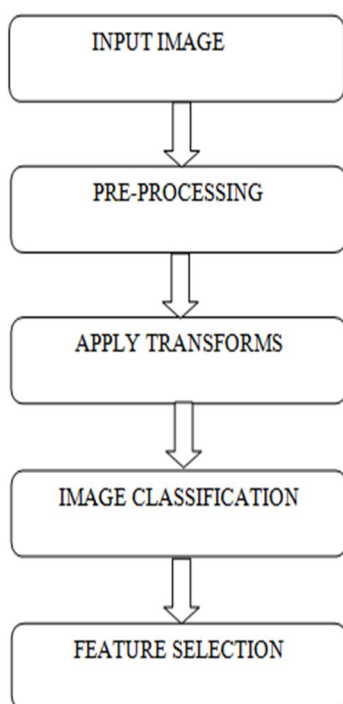 INPUT IMAGE
PRE-PROCESSING
APPLY TRANSFORMS
IMAGE CLASSIFICATION
FEATURE SELECTION